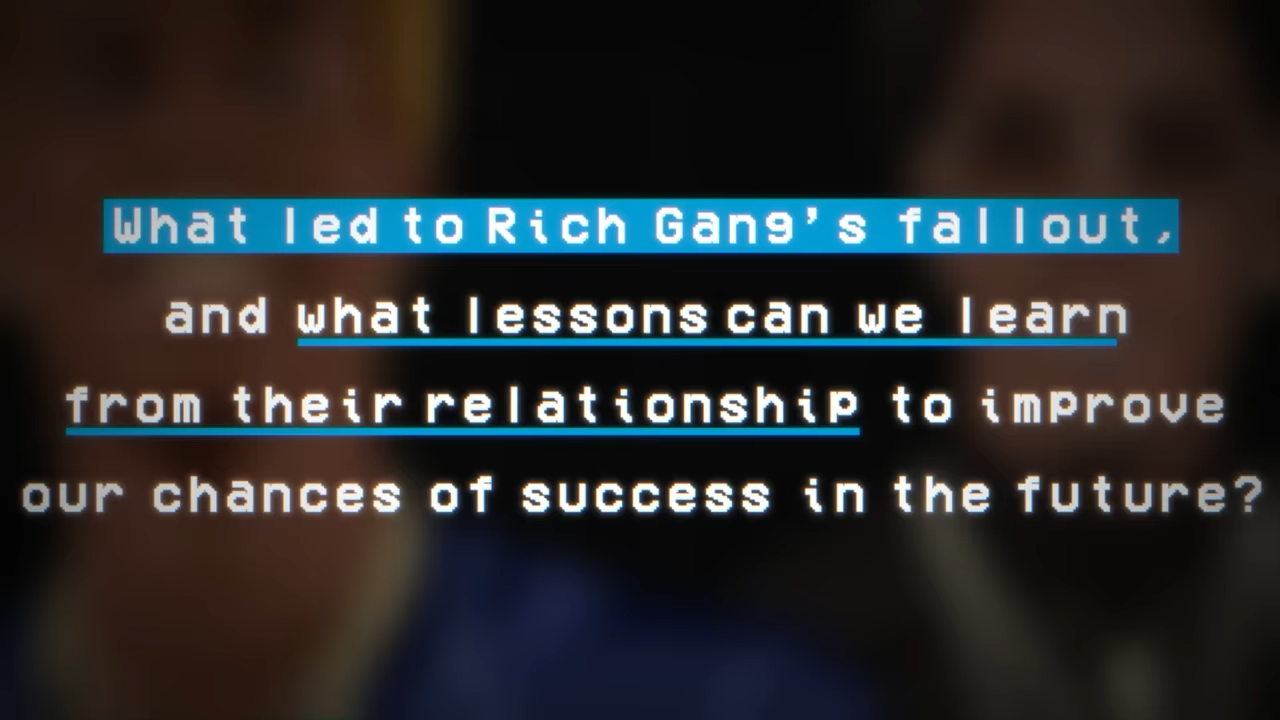 What led to Rich Gang's fallout,
and what lessons can we learn
from their relationship to improve
our chances of success in the future?